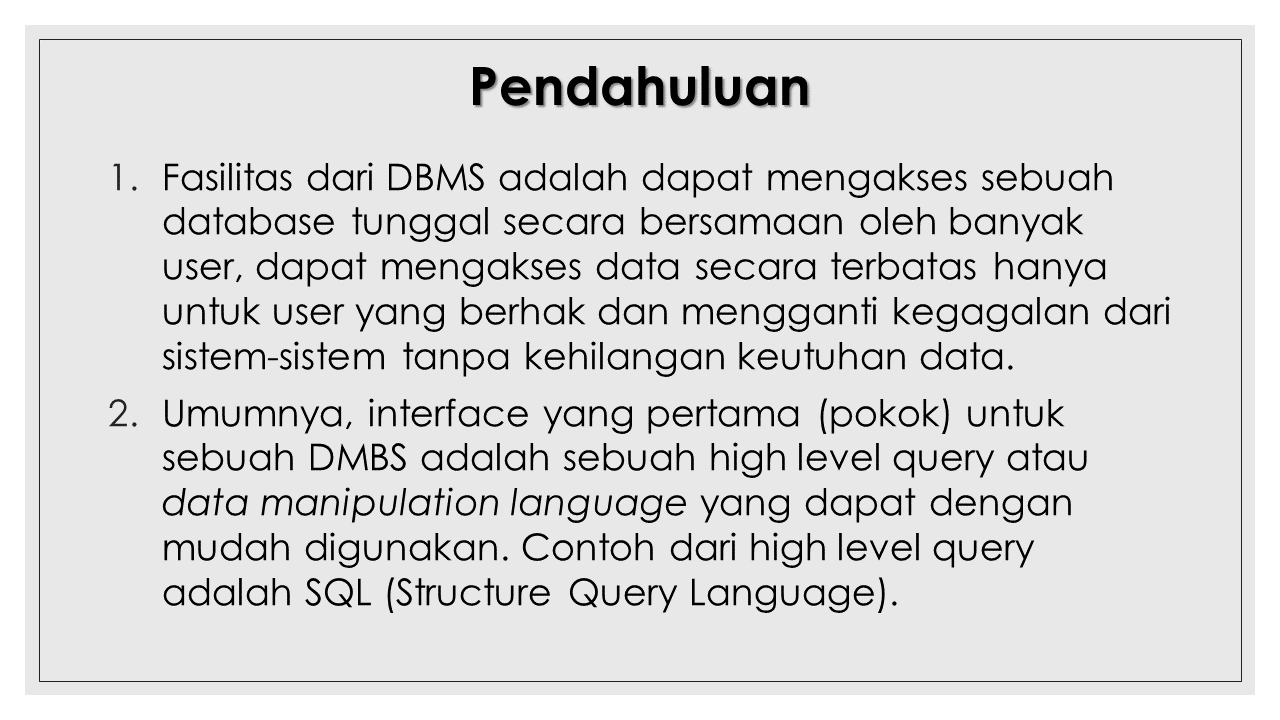 Pendahuluan
1. Fasilitas dari DBMS adalah dapat mengakses sebuah
database tunggal secara bersamaan oleh banyak
user, dapat mengakses data secara terbatas hanya
untuk user yang berhak dan mengganti kegagalan dari
sistem-sistem tanpa kehilangan keutuhan data.
2. Umumnya, interface yang pertama (pokok) untuk
sebuah DMBS adalah sebuah high level query atau
data manipulation language yang dapat dengan
mudah digunakan. Contoh dari high level query
adalah SQL (Structure Query Language).